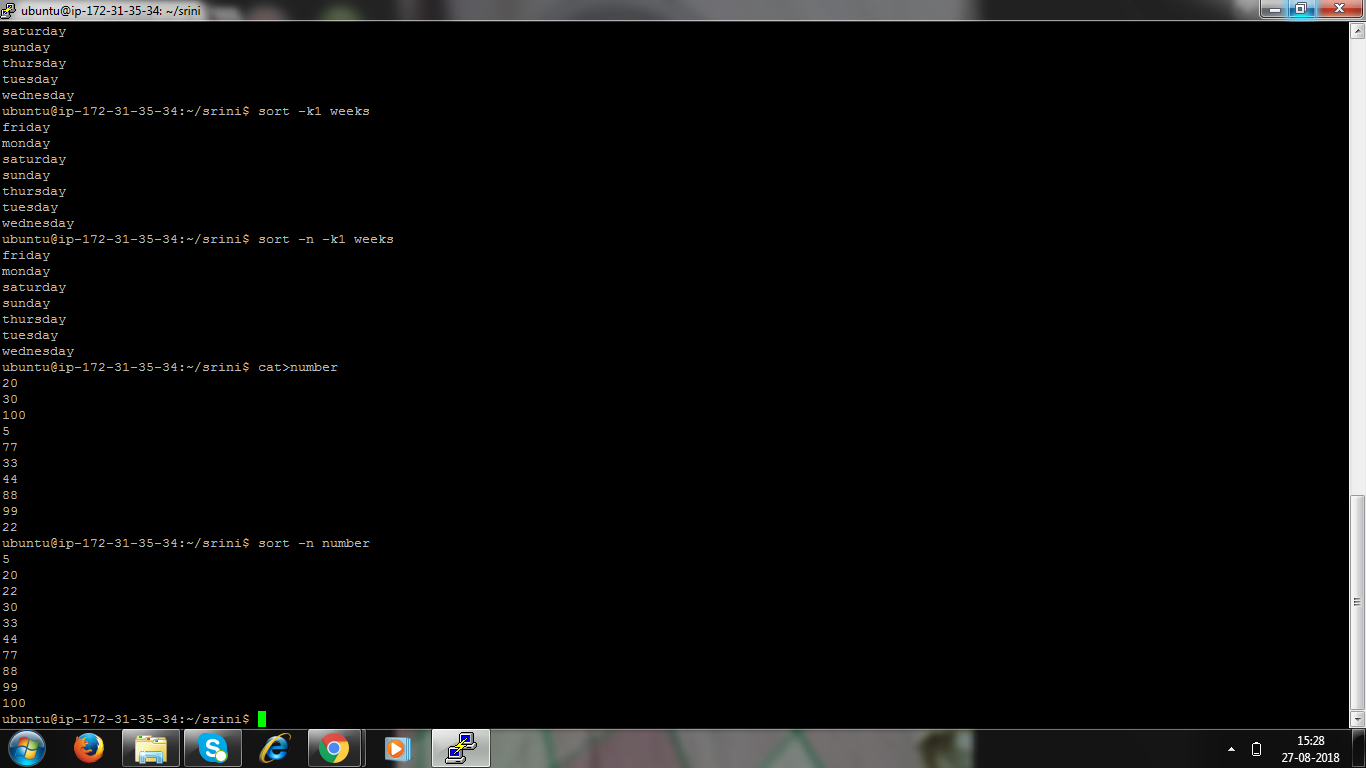 ubuntu@ip-172-31-35-34: ~/srini
saturday
sunday
thursday
tuesday
wednesday
ubuntu@ip-172-31-35-34:~/srini$ sort -k1 weeks
friday
monday
saturday
sunday
thursday
tuesday
wednesday
ubuntu@ip-172-31-35-34:~/srini$ sort -n -k1 weeks
friday
monday
saturday
sunday
thursday
tuesday
wednesday
ubuntu@ip-172-31-35-34:~/srini$ cat>number
20
30
100
5
77
33
44
88
99
22
ubuntu@ip-172-31-35-34:~/srini$ sort -n number
5
20
22
30
33
44
77
88
99
100
ubuntu@ip-172-31-35-34:~/srini$
15:28
27-08-2018